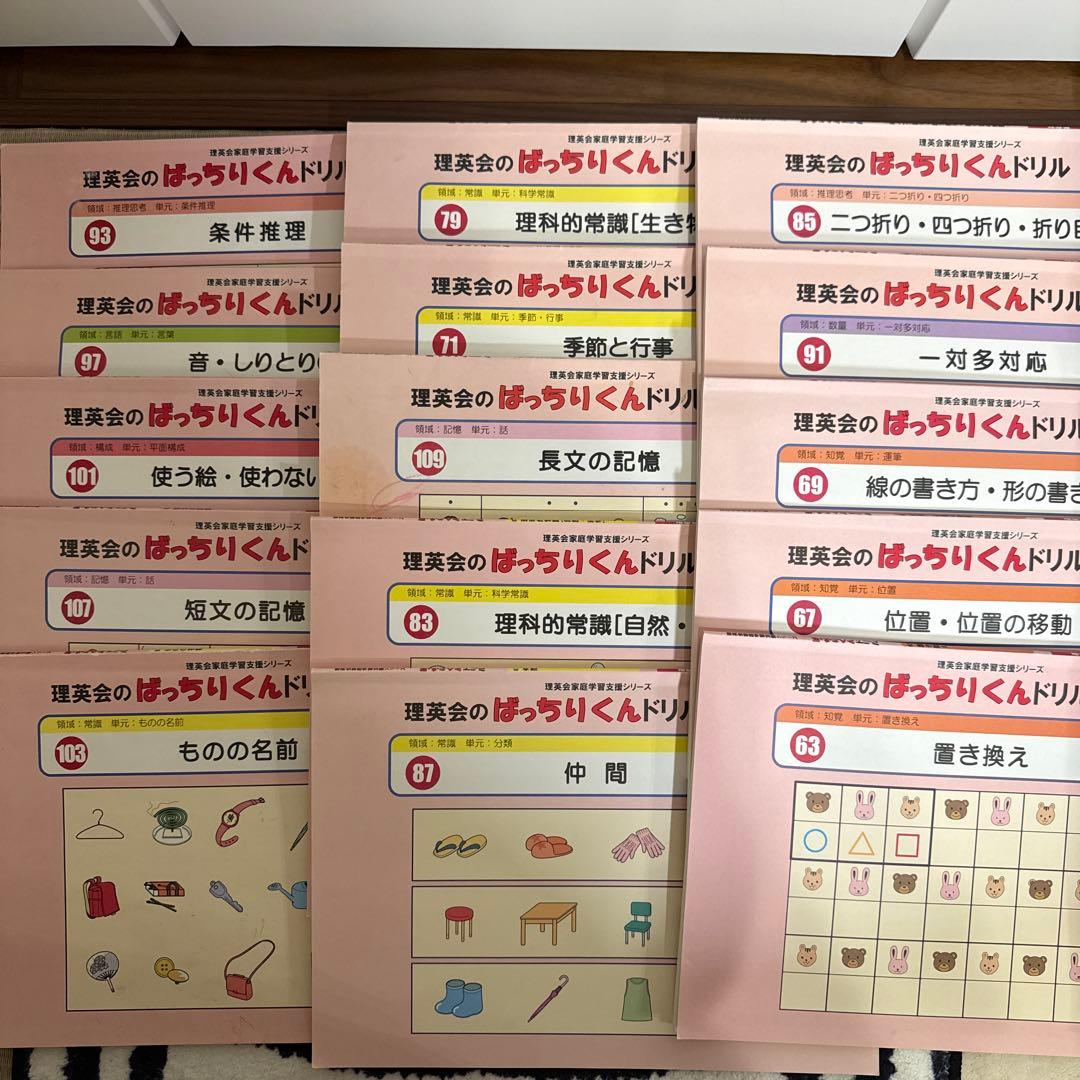 理英会家庭学習支援シリーズ
理英会の ばっちりくんドリル
領域:推理思考 単元:条件推理
93 条件推理
理英会家庭学習支援シリーズ
理英会の ばっちりくんド
領域:言語 単元:言葉
97 音・しりとり
理英会家庭学習支援シリーズ
理英会の ばっちりくんド
領域:構成 単元:平面構成
101 使う絵・使わない
理英会家庭学習支援シリーズ
理英会の ばっちりくんド
領域:記憶 単元:話
107 短文の記憶
理英会家庭学習支援シリーズ
理英会の ばっちりくんド
領域:常識 単元:ものの名前
103 ものの名前
理英会家庭学習支援シリーズ
理英会の ばっちりくんドリ
領域:常識 単元:科学常識
79 理科的常識[生き物
理英会家庭学習支援シリーズ
理英会の ばっちりくんドリ
領域:常識 単元:季節・行事
71 季節と行事
理英会家庭学習支援シリーズ
理英会の ばっちりくんドリル
領域:記憶 単元:話
109 長文の記憶
理英会家庭学習支援シリーズ
理英会の ばっちりくんドリル
領域:常識 単元:科学常識
83 理科的常識[自然・
理英会家庭学習支援シリーズ
理英会の ばっちりくんドリル
領域:常識 単元:分類
87 仲間
理英会家庭学習支援シリーズ
理英会の ばっちりくんドリル
領域:推理思考 単元:二つ折り・四つ折り
85 二つ折り・四つ折り・折り
理英会家庭学習支援シリーズ
理英会の ばっちりくんドリル
領域:数量 単元:一対多対応
91 一対多対応
理英会家庭学習支援シリーズ
理英会の ばっちりくんドリル
領域:知覚 単元:運筆
69 線の書き方・形の書き
理英会家庭学習支援シリーズ
理英会の ばっちりくんドリル
領域:知覚 単元:位置
67 位置・位置の移動
理英会家庭学習支援シリーズ
理英会の ばっちりくんドリル
領域:知覚 単元:置き換え
63 置き換え